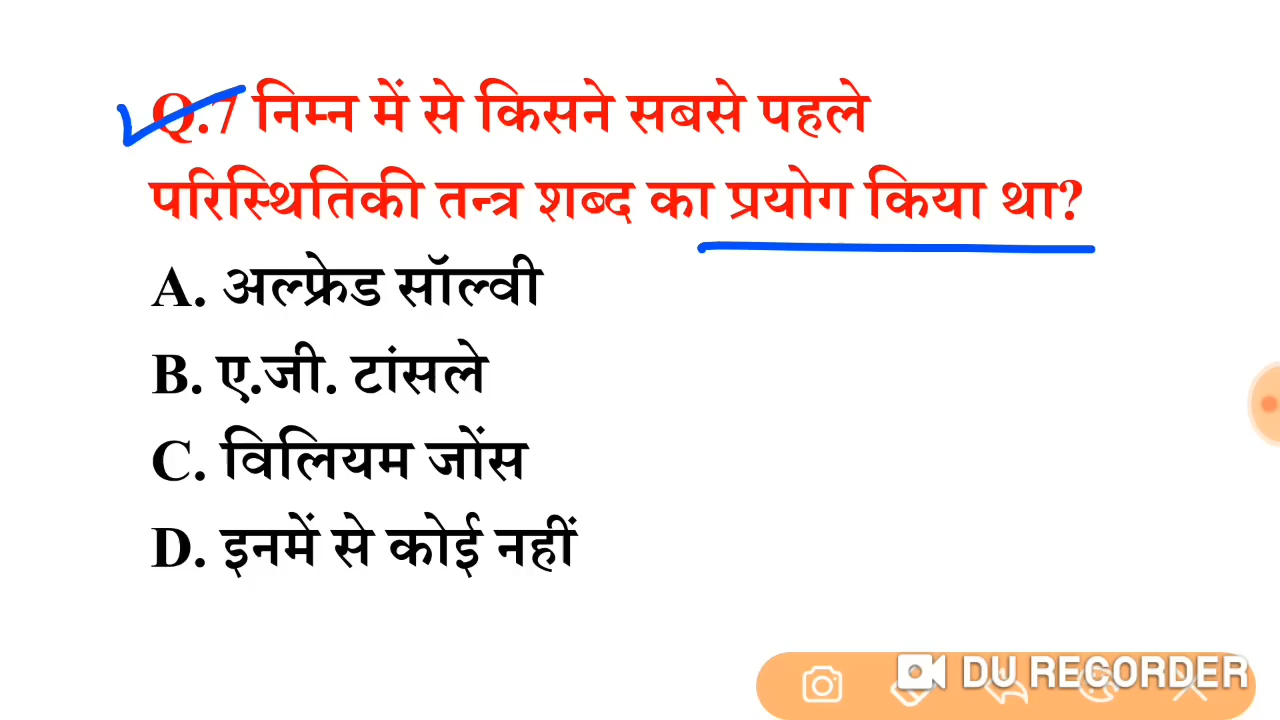 Q.7 निम्न में से किसने सबसे पहले
परिस्थितिकी तन्त्र शब्द का प्रयोग किया था?
A. अल्फ्रेड सॉल्वी
B. ए.जी. टांसले
C. विलियम जोंस
D. इनमें से कोई नहीं
DU RECORDER